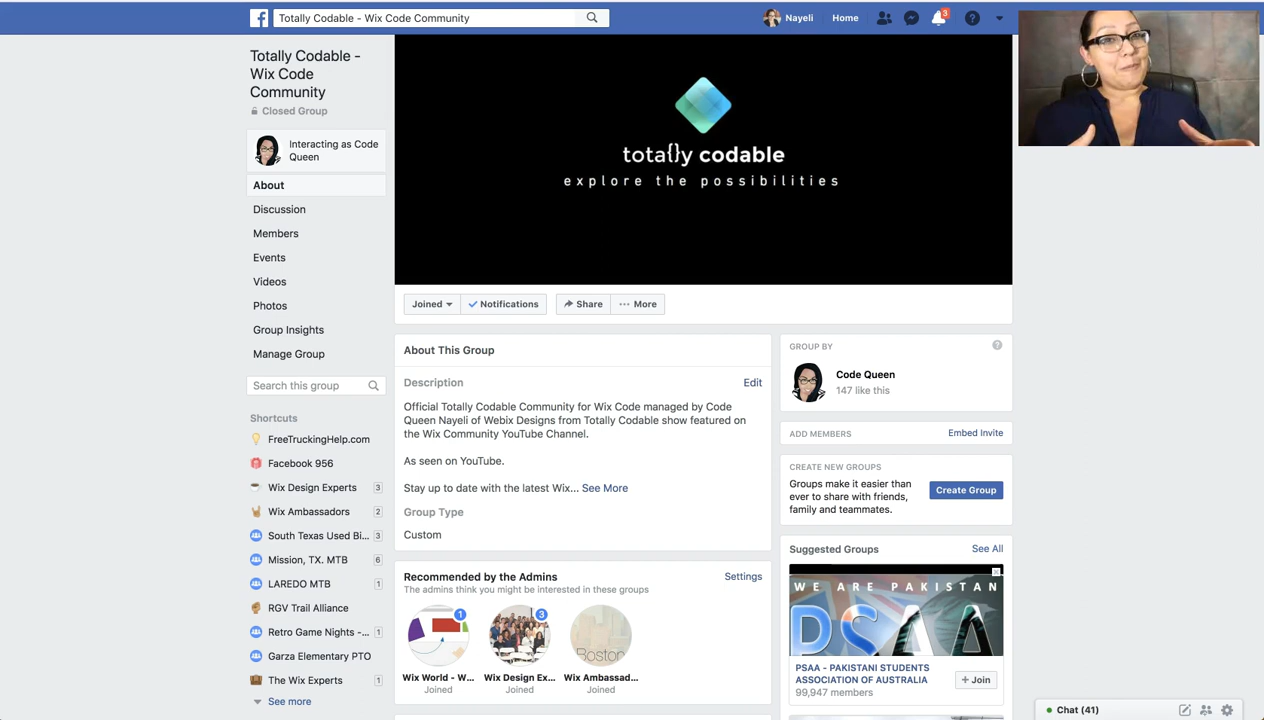 Totally Codable - Wix Code Community
Nayeli
Home
3
Totally Codable -
Wix Code
Community
Closed Group
Interacting as Code
Queen
About
Discussion
Members
Events
Videos
Photos
Group Insights
Manage Group
Search this group
Shortcuts
FreeTruckingHelp.com
Facebook 956
Wix Design Experts 3
Wix Ambassadors 2
South Texas Used Bi... 3
Mission, TX. MTB 6
LAREDO MTB 1
RGV Trail Alliance
Retro Game Nights -... 1
Garza Elementary PTO
The Wix Experts 1
See more
tota{}y codable
explore the possibilities
Joined
Notifications
Share
More
About This Group
Description
Edit
Official Totally Codable Community for Wix Code managed by Code
Queen Nayeli of Webix Designs from Totally Codable show featured on
the Wix Community YouTube Channel.
As seen on YouTube.
Stay up to date with the latest Wix... See More
Group Type
Custom
Recommended by the Admins
Settings
The admins think you might be interested in these groups
1
3
Boston
Wix World - W...
Wix Design Ex...
Wix Ambassad...
Joined
Joined
Joined
GROUP BY
Code Queen
147 like this
ADD MEMBERS
Embed Invite
CREATE NEW GROUPS
Groups make it easier than
ever to share with friends,
family and teammates.
Create Group
Suggested Groups
See All
WE ARE PAKISTAN
PSAA
PSAA - PAKISTANI STUDENTS
ASSOCIATION OF AUSTRALIA
99,947 members
+ Join
Chat (41)